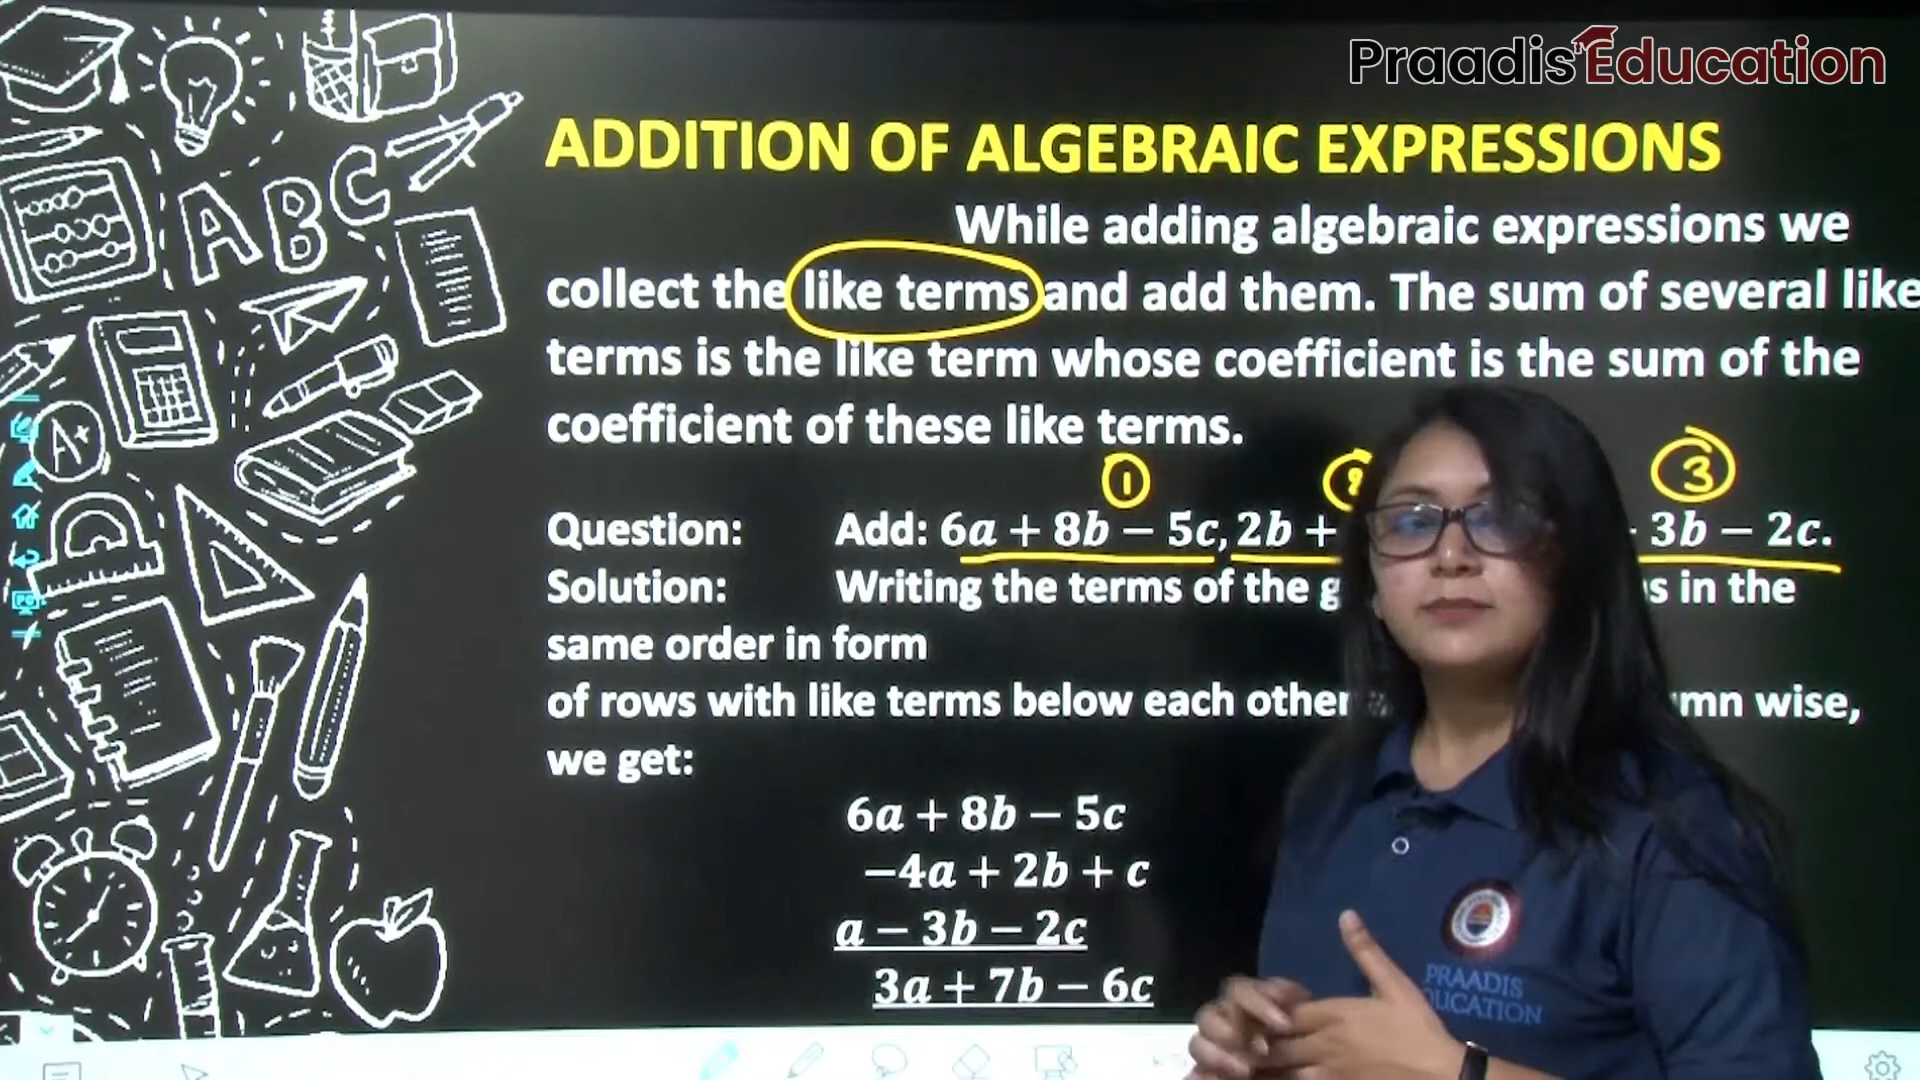 Praadis Education
ADDITION OF ALGEBRAIC EXPRESSIONS
While adding algebraic expressions we
collect the like terms and add them. The sum of several like
terms is the like term whose coefficient is the sum of the
coefficient of these like terms.
1 3
Question: Add: 6a + 8b − 5c, 2b + − 3b − 2c.
Solution: Writing the terms of the in the
same order in form
of rows with like terms below each other wise,
we get:
6a + 8b − 5c
−4a + 2b + c
a − 3b − 2c
3a + 7b − 6c
ABC
A+
PRAADIS
EDUCATION